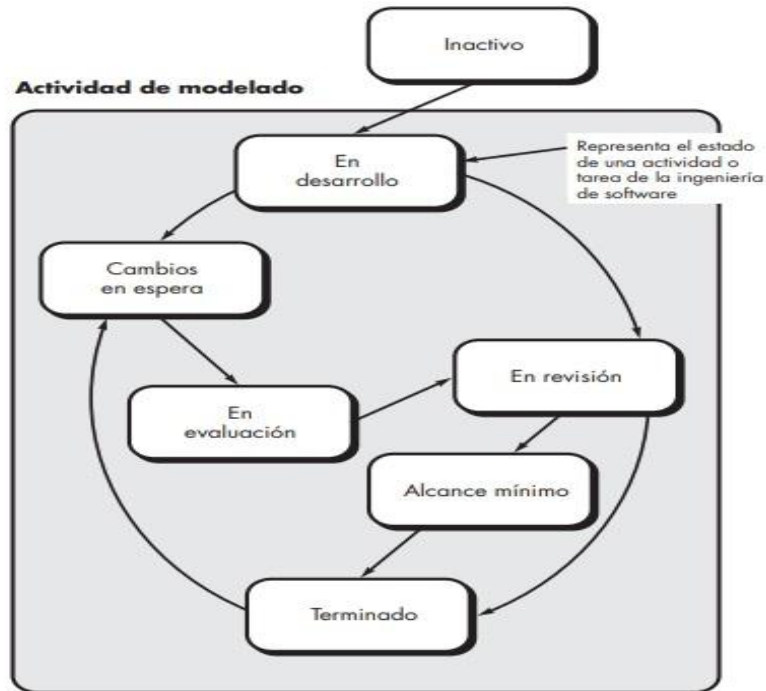 Inactivo
Actividad de modelado
En
desarrollo
Representa el estado
de una actividad o
tarea de la ingeniería
de software
Cambios
en espera
En revisión
En
evaluación
Alcance mínimo
Terminado